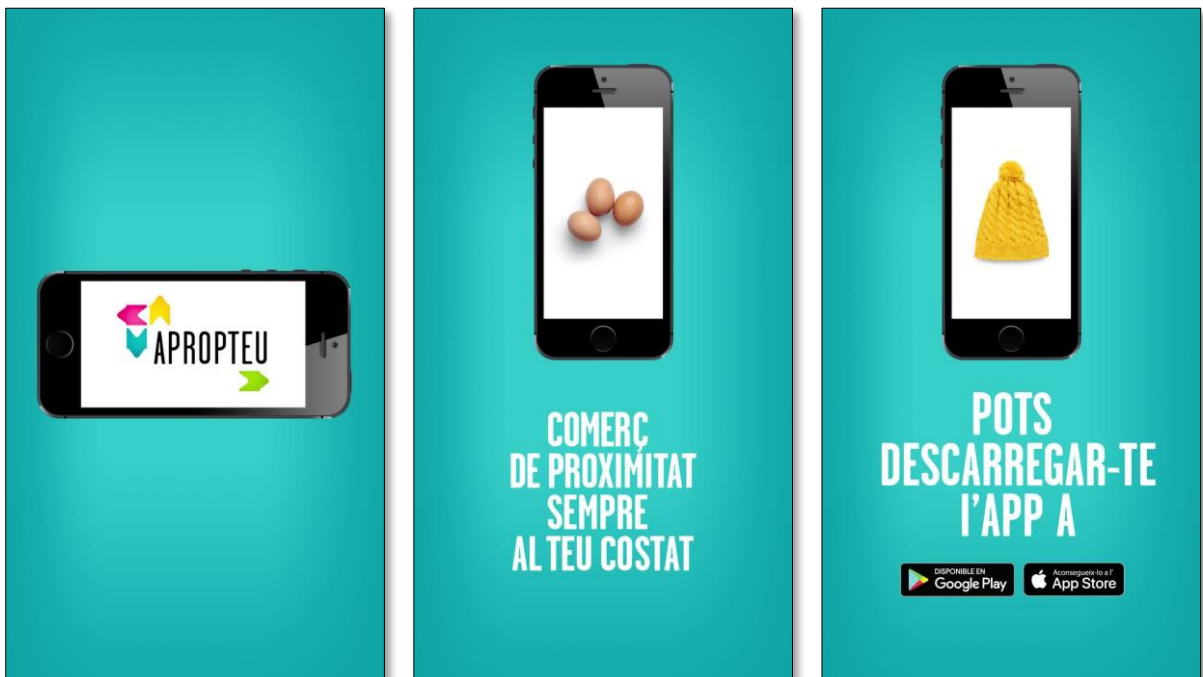 APROPTEU
COMERÇ
DE PROXIMITAT
SEMPRE
AL TEU COSTAT
POTS
DESCARREGAR-TE
l'APP A
DISPONIBLE EN
Google Play
Aconsegueix-lo a l'
App Store